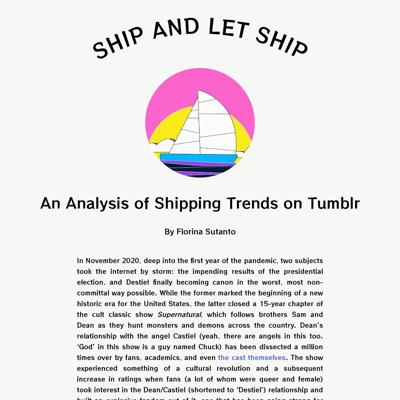 SHIP AND LET SHIP
An Analysis of Shipping Trends on Tumblr
By Florina Sutanto
In November 2020, deep into the first year of the pandemic, two subjects
took the internet by storm: the impending results of the presidential
election, and Destiel finally becoming canon in the worst, most non-
committal way possible. While the former marked the beginning of a new
historic era for the United States, the latter closed a 15-year chapter of
the cult classic show Supernatural, which follows brothers Sam and
Dean as they hunt monsters and demons across the country. Dean's
relationship with the angel Castiel (yeah, there are angels in this too.
'God' in this show is a guy named Chuck) has been dissected a million
times over by fans, academics, and even the cast themselves. The show
experienced something of a cultural revolution and a subsequent
increase in ratings when fans (a lot of whom were queer and female)
took interest in the Dean/Castiel (shortened to 'Destiel') relationship and